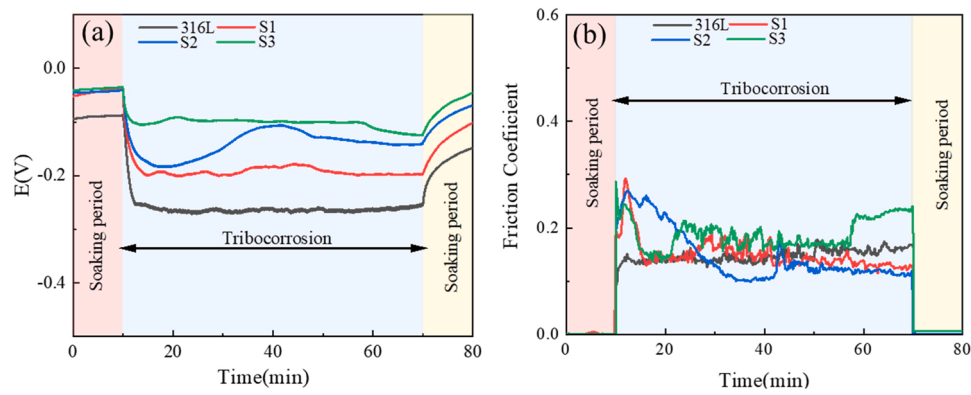 (a)
316L
S1
S2
S3
0.0
-0.2
-0.4
E(V)
Soaking period
Tribocorrosion
Soaking period
0
20
40
60
80
Time(min)
(b)
316L
S1
S2
S3
0.6
0.4
0.2
0.0
Friction Coefficient
Soaking period
Tribocorrosion
Soaking period
0
20
40
60
80
Time(min)